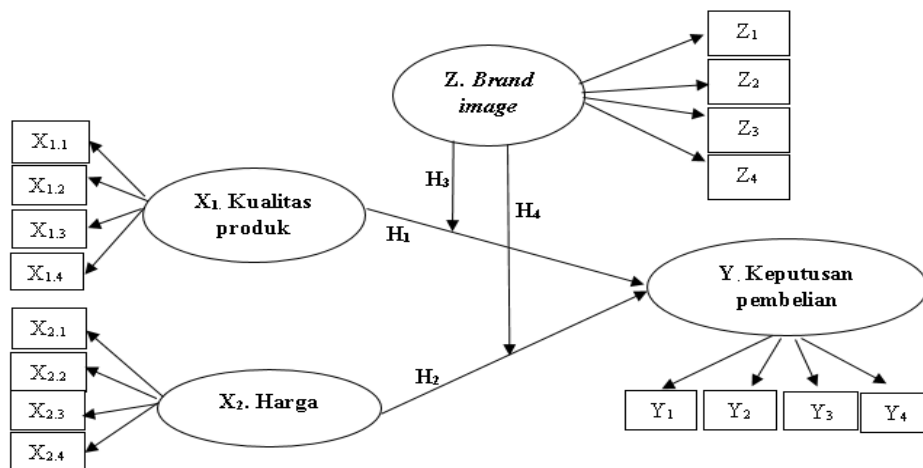 Z. Brand
image
Z1
Z2
Z3
Z4
X1.1
X1.2
X1.3
X1.4
X1. Kualitas
produk
H3
H4
H1
Y. Keputusan
pembelian
X2.1
X2.2
X2.3
X2.4
X2. Harga
H2
Y1
Y2
Y3
Y4